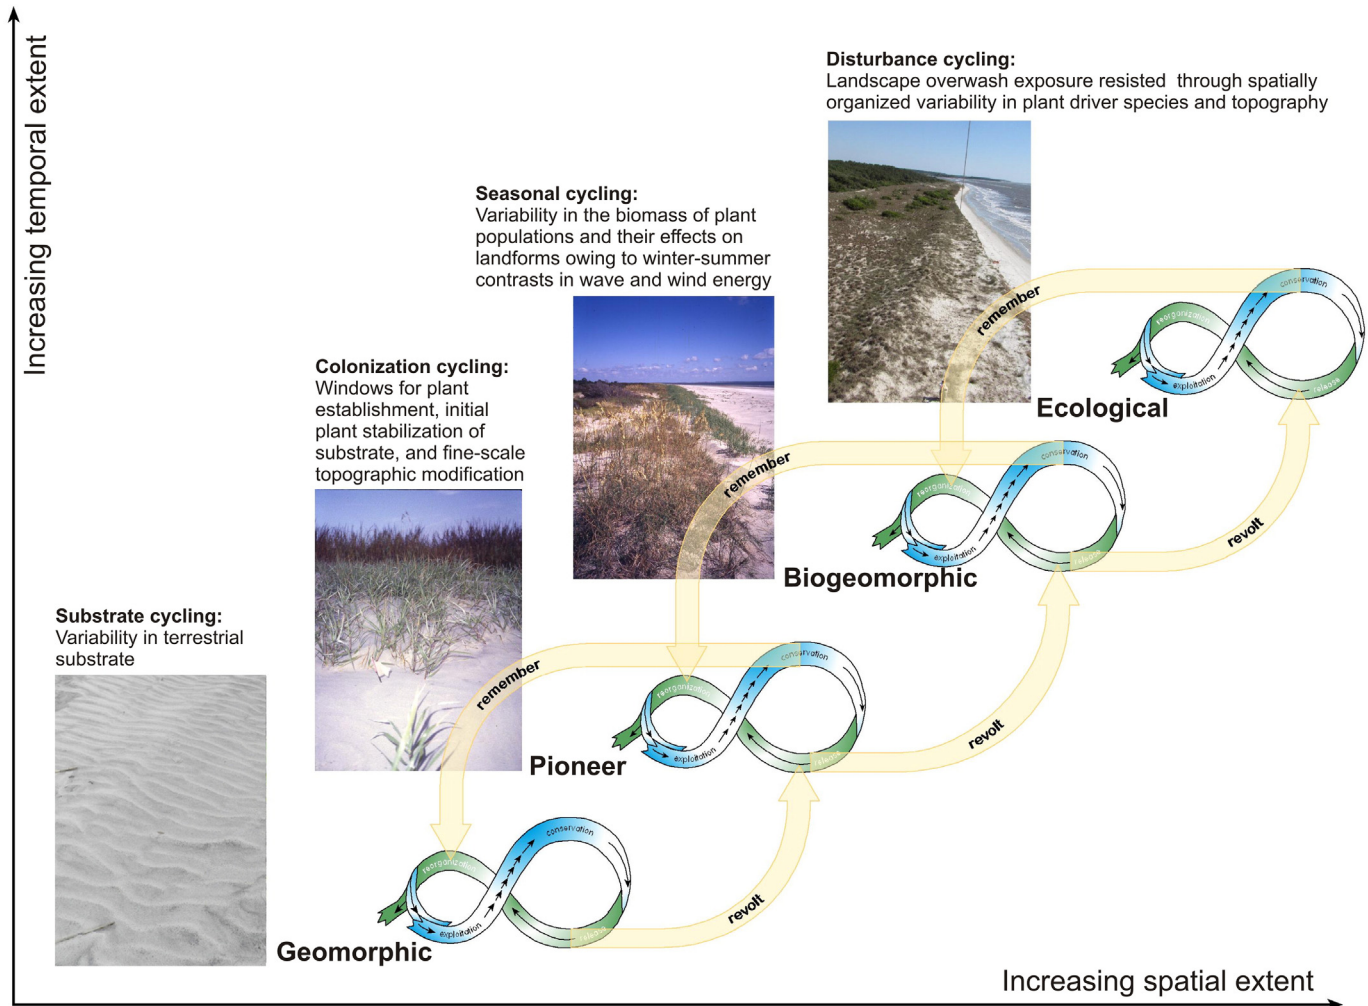 Increasing temporal extent
Disturbance cycling:
Landscape overwash exposure resisted through spatially
organized variability in plant driver species and topography
Seasonal cycling:
Variability in the biomass of plant
populations and their effects on
landforms owing to winter-summer
contrasts in wave and wind energy
Colonization cycling:
Windows for plant
establishment, initial
plant stabilization of
substrate, and fine-scale
topographic modification
Substrate cycling:
Variability in terrestrial
substrate
remember
conservation
reorganization
exploitation
release
Ecological
revolt
remember
conservation
reorganization
exploitation
release
Biogeomorphic
revolt
remember
conservation
reorganization
exploitation
release
Pioneer
revolt
conservation
reorganization
exploitation
release
Geomorphic
Increasing spatial extent